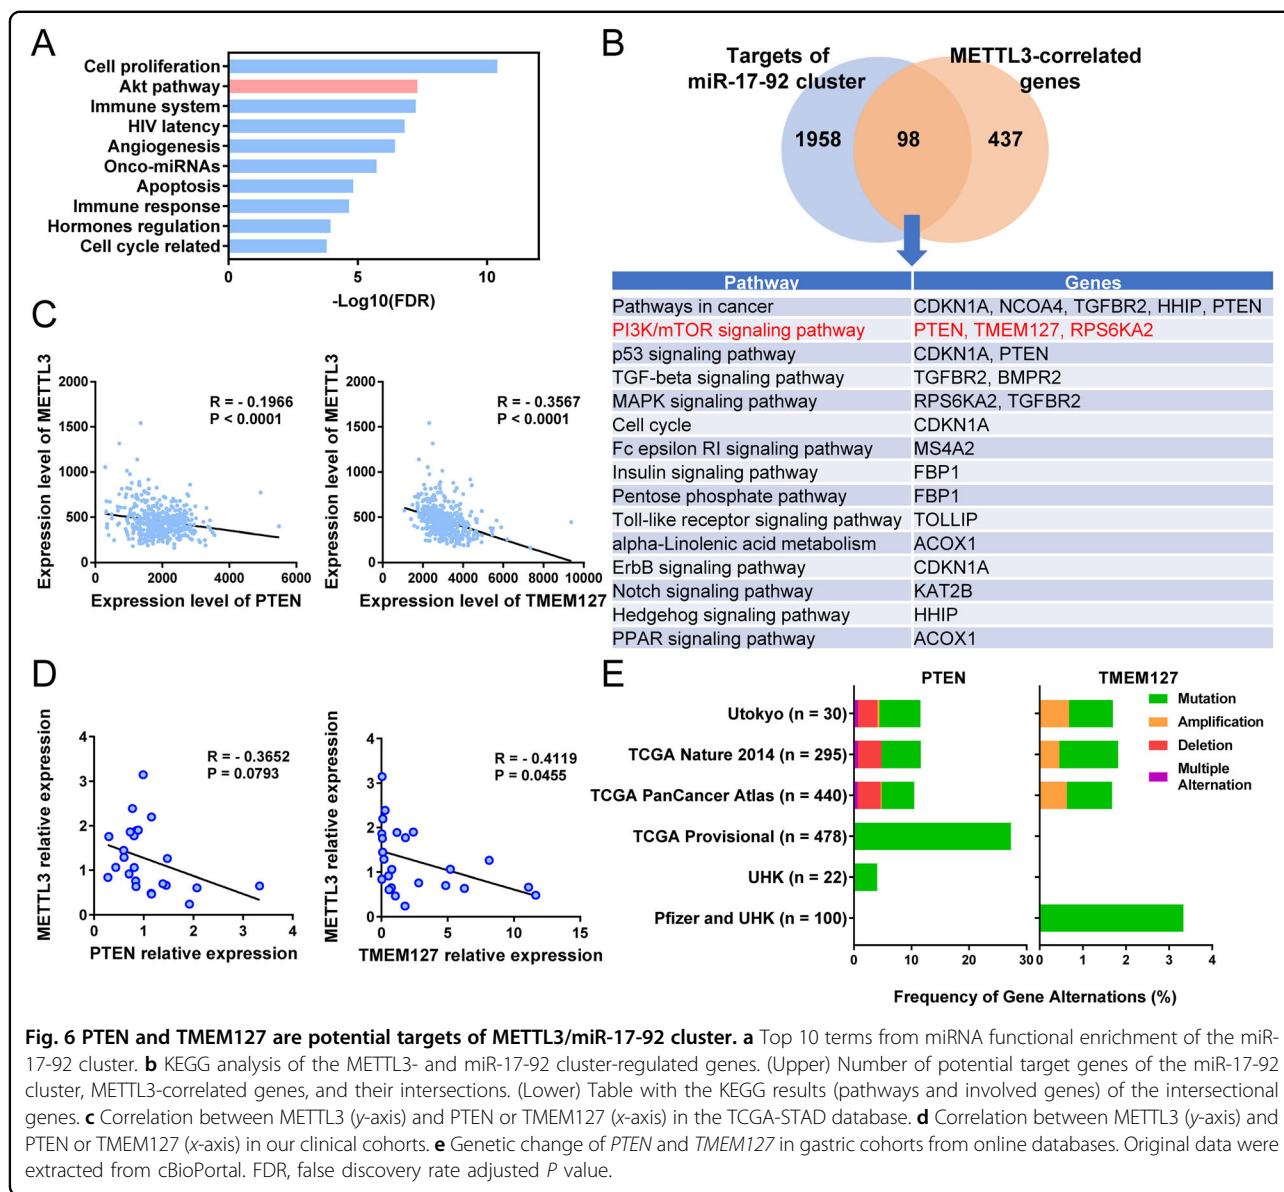 A
Cell proliferation
Akt pathway
Immune system
HIV latency
Angiogenesis
Onco-miRNAs
Apoptosis
Immune response
Hormones regulation
Cell cycle related
0 5 10
-Log10(FDR)
B
Targets of
miR-17-92 cluster
METTL3-correlated
genes
1958 98 437
Pathway Genes
Pathways in cancer CDKN1A, NCOA4, TGFBR2, HHIP, PTEN
PI3K/mTOR signaling pathway PTEN, TMEM127, RPS6KA2
p53 signaling pathway CDKN1A, PTEN
TGF-beta signaling pathway TGFBR2, BMPR2
MAPK signaling pathway RPS6KA2, TGFBR2
Cell cycle CDKN1A
Fc epsilon RI signaling pathway MS4A2
Insulin signaling pathway FBP1
Pentose phosphate pathway FBP1
Toll-like receptor signaling pathway TOLLIP
alpha-Linolenic acid metabolism ACOX1
ErbB signaling pathway CDKN1A
Notch signaling pathway KAT2B
Hedgehog signaling pathway HHIP
PPAR signaling pathway ACOX1
C
Expression level of METTL3
2000
1500
1000
500
0
R = - 0.1966
P < 0.0001
0 2000 4000 6000
Expression level of PTEN
Expression level of METTL3
2000
1500
1000
500
0
R = - 0.3567
P < 0.0001
0 2000 4000 6000 8000 10000
Expression level of TMEM127
D
METTL3 relative expression
4
3
2
1
0
R = - 0.3652
P = 0.0793
0 1 2 3 4
PTEN relative expression
METTL3 relative expression
4
3
2
1
0
R = - 0.4119
P = 0.0455
0 5 10 15
TMEM127 relative expression
E
PTEN TMEM127
Utokyo (n = 30)
TCGA Nature 2014 (n = 295)
TCGA PanCancer Atlas (n = 440)
TCGA Provisional (n = 478)
UHK (n = 22)
Pfizer and UHK (n = 100)
0 10 20 30 0 1 2 3 4
Frequency of Gene Alternations (%)
Mutation
Amplification
Deletion
Multiple
Alternation
Fig. 6 PTEN and TMEM127 are potential targets of METTL3/miR-17-92 cluster. a Top 10 terms from miRNA functional enrichment of the miR-
17-92 cluster. b KEGG analysis of the METTL3- and miR-17-92 cluster-regulated genes. (Upper) Number of potential target genes of the miR-17-92
cluster, METTL3-correlated genes, and their intersections. (Lower) Table with the KEGG results (pathways and involved genes) of the intersectional
genes. c Correlation between METTL3 (y-axis) and PTEN or TMEM127 (x-axis) in the TCGA-STAD database. d Correlation between METTL3 (y-axis) and
PTEN or TMEM127 (x-axis) in our clinical cohorts. e Genetic change of PTEN and TMEM127 in gastric cohorts from online databases. Original data were
extracted from cBioPortal. FDR, false discovery rate adjusted P value.